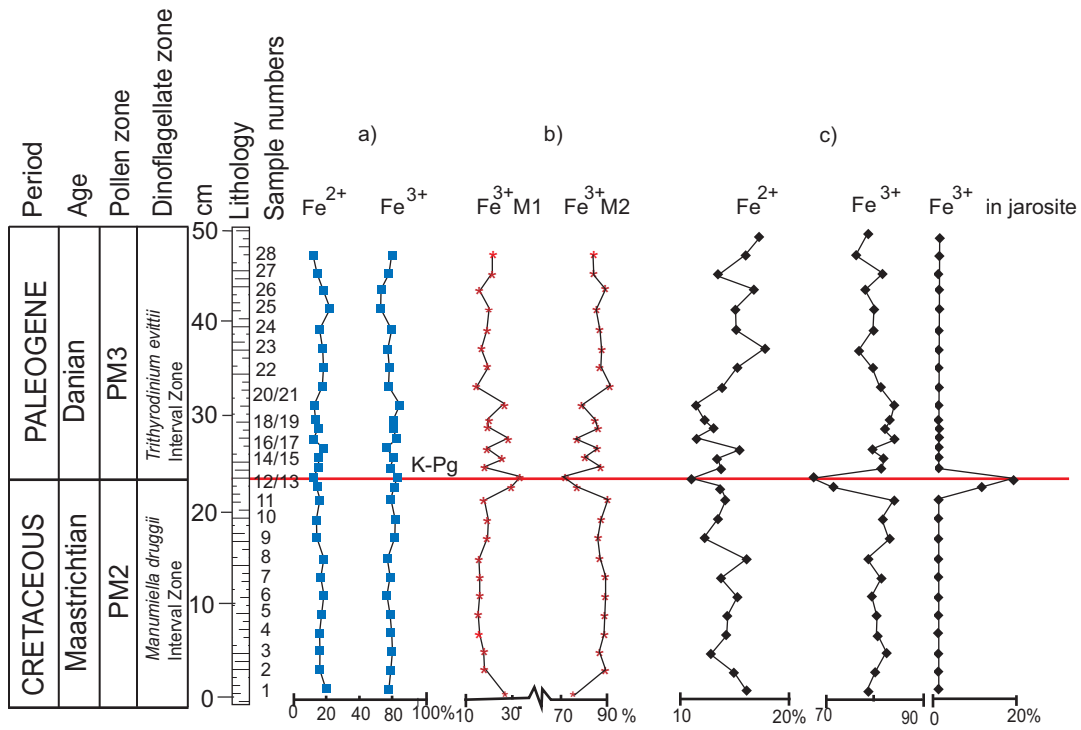 Period
Age
Pollen zone
Dinoflagellate zone
cm
Lithology
Sample numbers
a)
b)
c)
Fe2+
Fe3+
Fe3+M1
Fe3+M2
Fe2+
Fe3+
Fe3+ in jarosite
PALEOGENE
Danian
PM3
Trithyrodinium evittii
Interval Zone
CRETACEOUS
Maastrichtian
PM2
Manumiella druggii
Interval Zone
50
40
30
20
10
0
28
27
26
25
24
23
22
20/21
18/19
16/17
14/15
12/13
11
10
9
8
7
6
5
4
3
2
1
K-Pg
0 20 40 80 100%
10 30 70 90 %
10 20%
70 90
0 20%